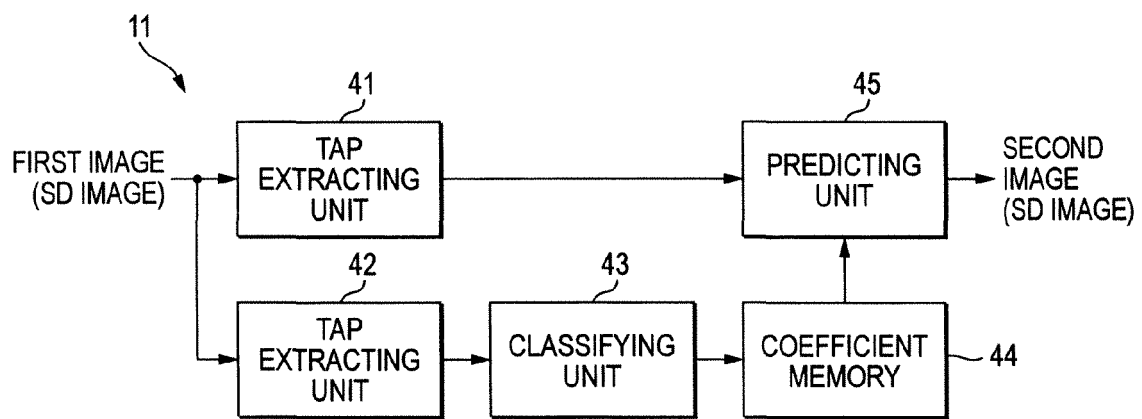 11
41
45
FIRST IMAGE
(SD IMAGE)
TAP
EXTRACTING
UNIT
PREDICTING
UNIT
SECOND
IMAGE
(SD IMAGE)
42
43
TAP
EXTRACTING
UNIT
CLASSIFYING
UNIT
COEFFICIENT
MEMORY
44